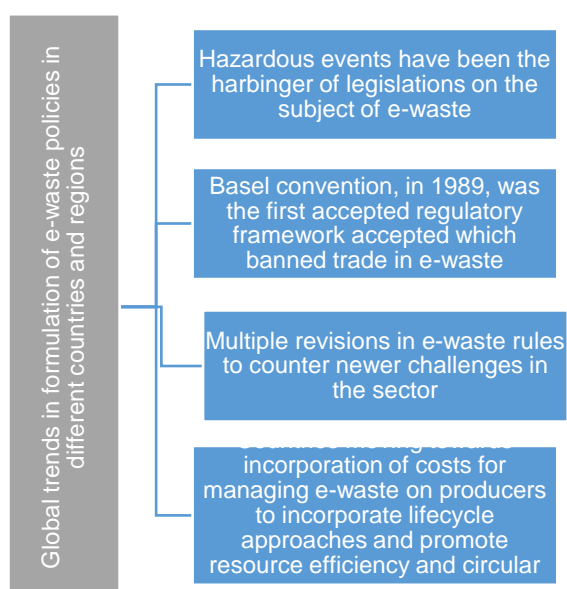 Global trends in formulation of e-waste policies in
different countries and regions
Hazardous events have been the
harbinger of legislations on the
subject of e-waste
Basel convention, in 1989, was
the first accepted regulatory
framework accepted which
banned trade in e-waste
Multiple revisions in e-waste rules
to counter newer challenges in
the sector
Countries moving towards
incorporation of costs for
managing e-waste on producers
to incorporate lifecycle
approaches and promote
resource efficiency and circular